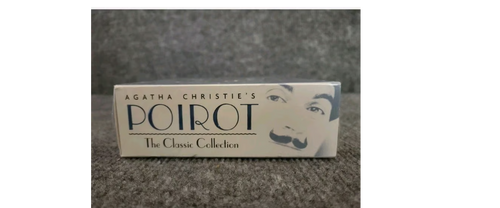 AGATHA CHRISTIE'S
POIROT
The Classic Collection